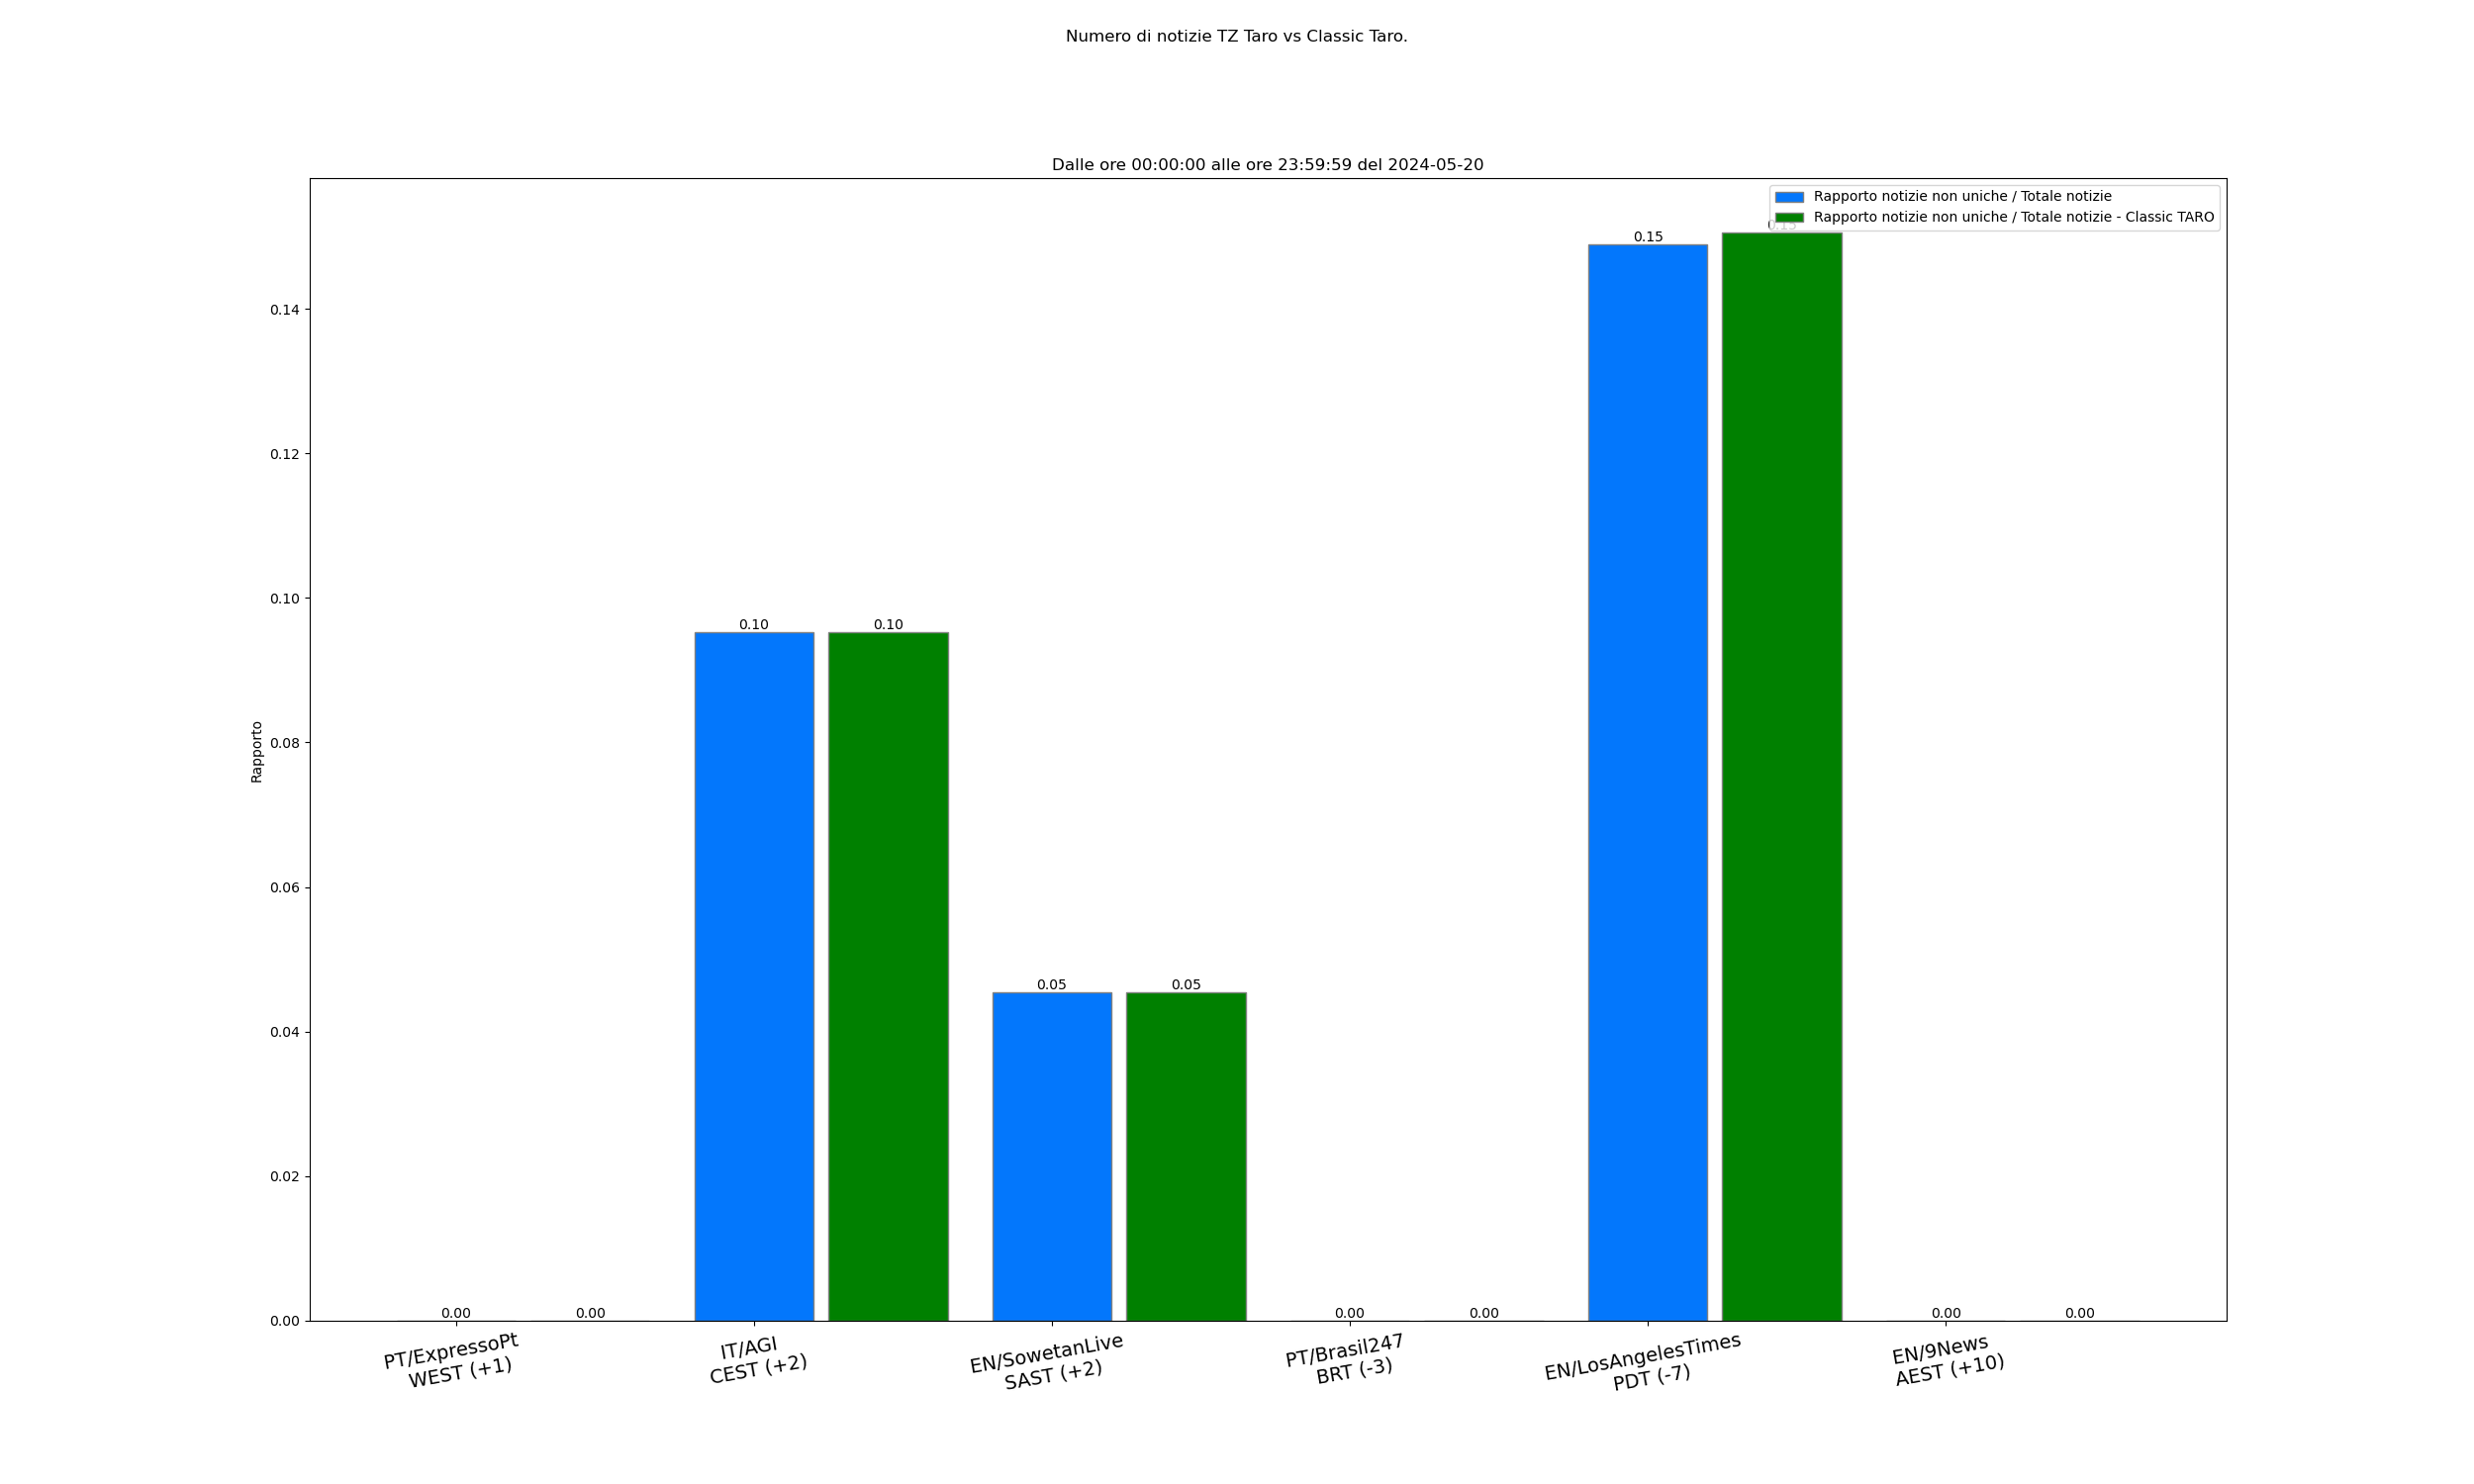 Numero di notizie TZ Taro vs Classic Taro.
Dalle ore 00:00:00 alle ore 23:59:59 del 2024-05-20
Rapporto notizie non uniche / Totale notizie
Rapporto notizie non uniche / Totale notizie - Classic TARO
0.15
0.14
0.12
0.10
0.10
0.10
0.08
Rapporto
0.06
0.05
0.05
0.04
0.02
0.00
0.00
0.00
0.00
0.00
0.00
0.00
PT/ExpressoPt
WEST (+1)
IT/AGI
CEST (+2)
EN/SowetanLive
SAST (+2)
PT/Brasil247
BRT (-3)
EN/LosAngelesTimes
PDT (-7)
EN/9News
AEST (+10)